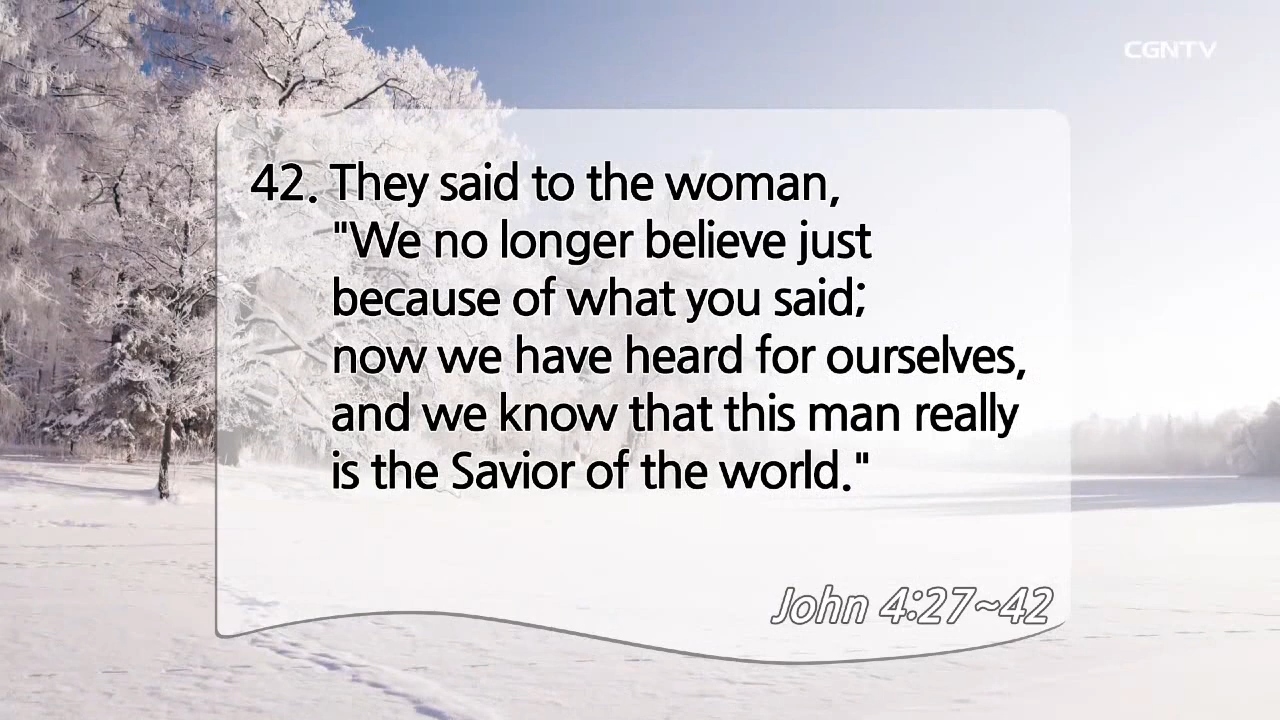 CGNTV
42. They said to the woman,
"We no longer believe just
because of what you said;
now we have heard for ourselves,
and we know that this man really
is the Savior of the world."
John 4:27~42